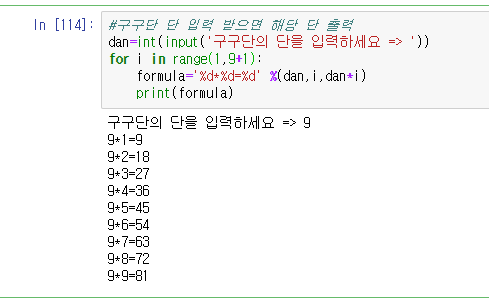 In [114]:
#구구단 단 입력 받으면 해당 단 출력
dan=int(input('구구단의 단을 입력하세요 => '))
for i in range(1,9+1):
    formula='%d*%d=%d' %(dan,i,dan*i)
    print(formula)
구구단의 단을 입력하세요 => 9
9*1=9
9*2=18
9*3=27
9*4=36
9*5=45
9*6=54
9*7=63
9*8=72
9*9=81